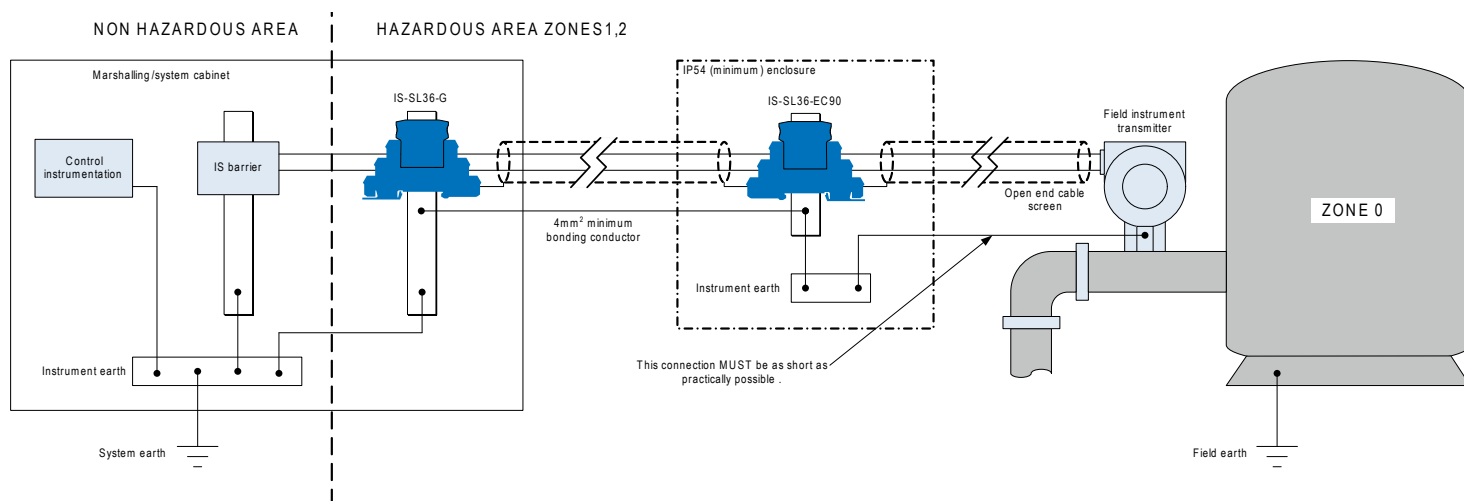 NON HAZARDOUS AREA
HAZARDOUS AREA ZONES1,2
Marshalling/system cabinet
IP54 (minimum) enclosure
IS-SL36-G
IS-SL36-EC90
Field instrument
transmitter
Control
instrumentation
IS barrier
Open end cable
screen
ZONE 0
4mm² minimum
bonding conductor
Instrument earth
Instrument earth
This connection MUST be as short as
practically possible .
System earth
Field earth